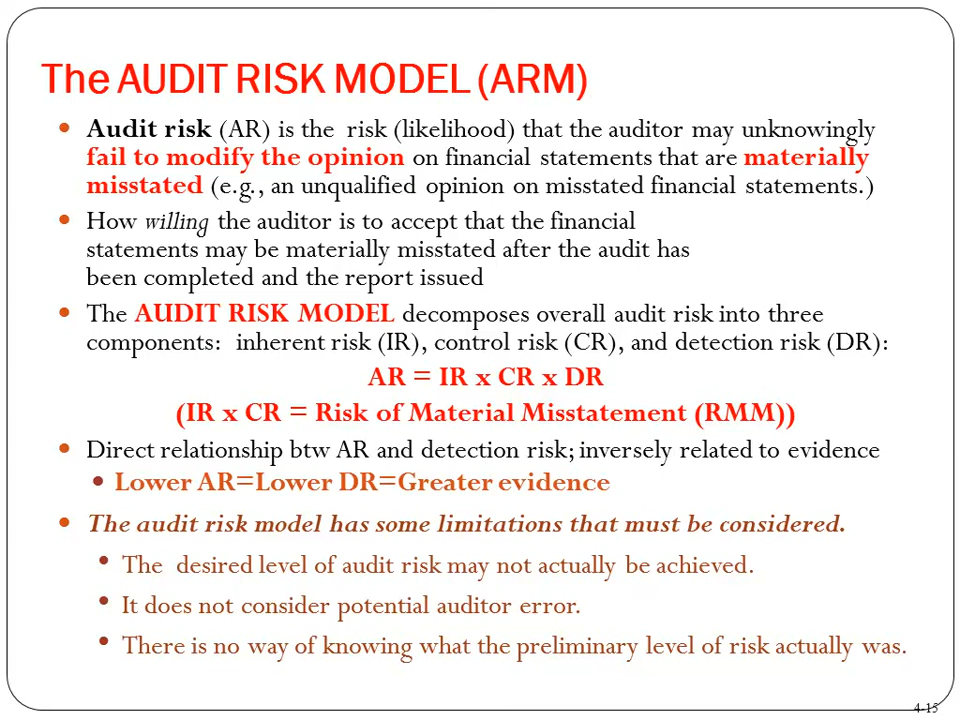 The AUDIT RISK MODEL (ARM)
• Audit risk (AR) is the risk (likelihood) that the auditor may unknowingly
fail to modify the opinion on financial statements that are materially
misstated (e.g., an unqualified opinion on misstated financial statements.)
• How willing the auditor is to accept that the financial
statements may be materially misstated after the audit has
been completed and the report issued
• The AUDIT RISK MODEL decomposes overall audit risk into three
components: inherent risk (IR), control risk (CR), and detection risk (DR):
AR = IR x CR x DR
(IR x CR = Risk of Material Misstatement (RMM))
• Direct relationship btw AR and detection risk; inversely related to evidence
• Lower AR=Lower DR=Greater evidence
• The audit risk model has some limitations that must be considered.
• The desired level of audit risk may not actually be achieved.
• It does not consider potential auditor error.
• There is no way of knowing what the preliminary level of risk actually was.
4-15